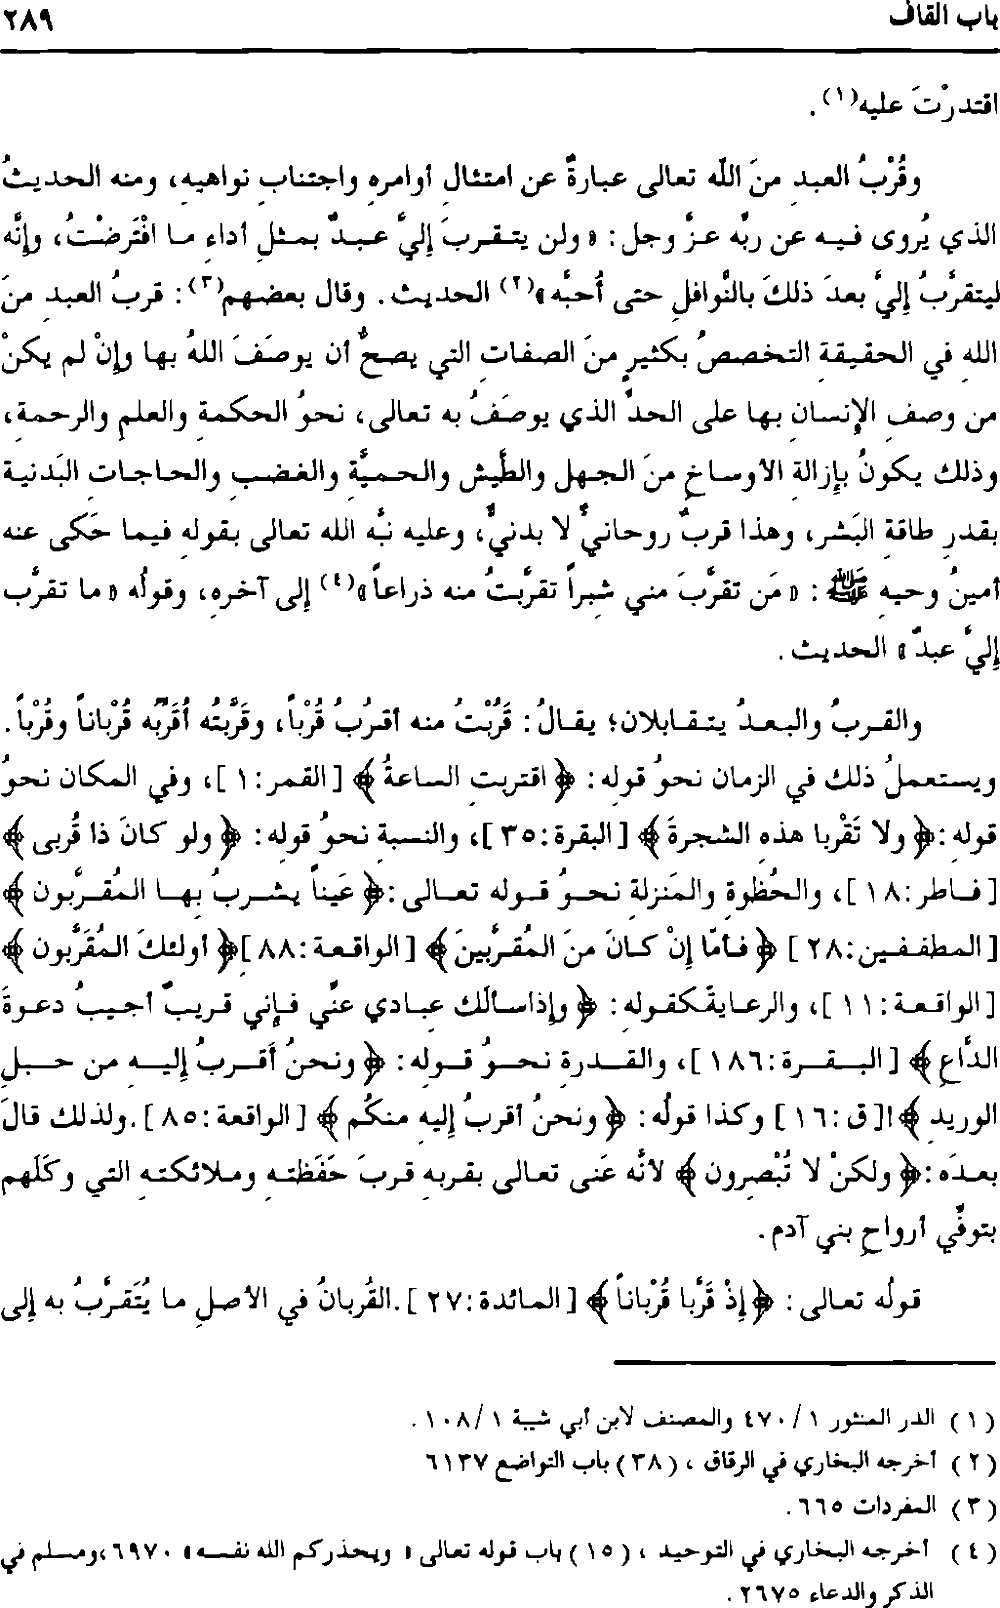 باب القاف ٢٨٩
اقتدرْتَ عليه(١).
وقُرْبُ العبدِ منَ اللّه تعالى عبارةٌ عن امتثالِ أوامرِه واجتنابِ نواهيِه، ومنه الحديثُ
الذي يُروى فيه عن ربِّه عزَّ وجل: «ولن يتقربَ إليَّ عبدٌ بمثلِ أداءِ ما افْتَرضْتُ، وإنَّه
ليتقرَّبُ إليَّ بعدَ ذلكَ بالنَّوافلِ حتى أُحبَّه»(٢) الحديث. وقال بعضهم(٣): قربُ العبدِ منَ
اللهِ في الحقيقةِ التخصصُ بكثيرٍ منَ الصفاتِ التي يصحُّ أن يوصَفَ اللهُ بها وإنْ لم يكنْ
من وصفِ الإنسانِ بها على الحدِّ الذي يوصَفُ به تعالى، نحوُ الحكمةِ والعلمِ والرحمةِ،
وذلك يكونُ بإزالةِ الأوساخِ منَ الجهلِ والطَّيشِ والحميَّةِ والغضبِ والحاجات البَدنية
بقدرِ طاقةِ البَشر، وهذا قربٌ روحانيٌّ لا بدنيٌّ، وعليه نبَّه الله تعالى بقوله فيما حَكى عنه
أمينُ وحيِه ﷺ: «مَن تقرَّبَ مني شبراً تقرَّبتُ منه ذراعاً»(٤) إلى آخرِه، وقولُه «ما تقرَّب
إليَّ عبدٌ» الحديث.
والقربُ والبعدُ يتقابلان؛ يقالُ: قَرُبْتُ منه أقرُبُ قُرْباً، وقَرَّبتُه أُقَرِّبُه قُرْباناً وقُرْباً.
ويستعملُ ذلك في الزمان نحوُ قوله: ﴿اقتربت الساعةُ﴾ [القمر:١]، وفي المكان نحوُ
قوله:﴿ولا تَقْربا هذهِ الشجرةَ﴾ [البقرة:٣٥]، والنسبةِ نحوُ قولِه: ﴿ولو كانَ ذا قُربى﴾
[فاطر:١٨]، والحُظوةِ والمَنزلةِ نحوُ قوله تعالى:﴿عَيناً يشربُ بها المُقرَّبون﴾
[المطففين:٢٨] ﴿فأمّا إنْ كانَ منَ المُقرَّبينَ﴾ [الواقعة:٨٨]﴿أولئكَ المُقَرَّبون﴾
[الواقعة:١١]، والرعايةِكقوله: ﴿وإذاسألَك عبادي عنِّي فإني قريبٌ أجيبُ دعوةَ
الدَّاعِ﴾ [البقرة:١٨٦]، والقدرةِ نحوُ قوله: ﴿ونحنُ أقربُ إليهِ من حبلِ
الوريدِ﴾ا[ق:١٦] وكذا قولُه: ﴿ونحنُ أقربُ إليهِ منكُم﴾ [الواقعة:٨٥].ولذلك قالَ
بعدَه:﴿ولكنْ لا تُبْصِرون﴾ لأنَّه عَنى تعالى بقربهِ قربَ حَفَظتهِ وملائكتهِ التي وكَلَهم
بتوفِّي أرواحِ بني آدم.
قولُه تعالى: ﴿إذْ قَرَّبا قُرْباناً﴾ [المائدة:٢٧].القُربانُ في الأصلِ ما يُتَقرَّبُ به إلى
(١) الدر المنثور ١/ ٤٧٠ والمصنف لابن أبي شيبة ١/ ١٠٨.
(٢) أخرجه البخاري في الرقاق، (٣٨) باب التواضع ٦١٣٧
(٣) المفردات ٦٦٥.
(٤) أخرجه البخاري في التوحيد، (١٥) باب قوله تعالى «ويحذركم الله نفسه» ٦٩٧٠،ومسلم في
الذكر والدعاء ٢٦٧٥.